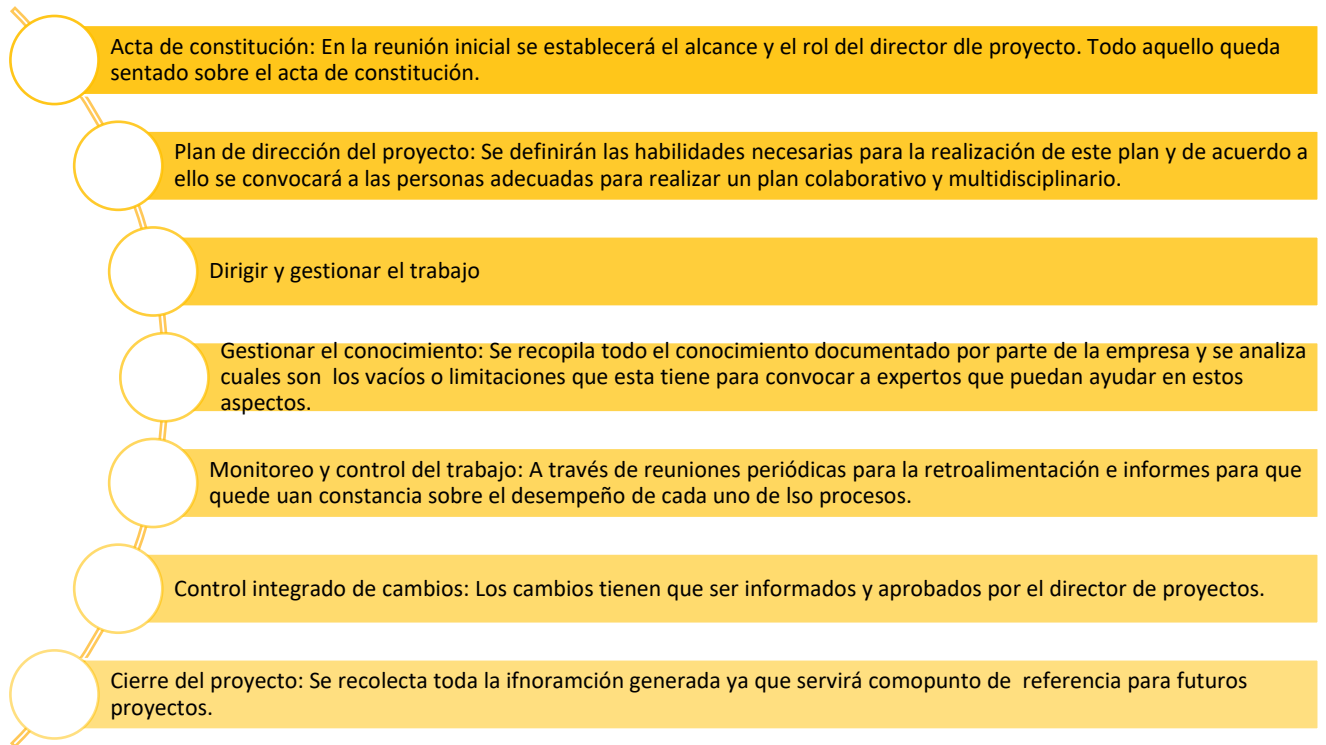 Acta de constitución: En la reunión inicial se establecerá el alcance y el rol del director dle proyecto. Todo aquello queda
sentado sobre el acta de constitución.
Plan de dirección del proyecto: Se definirán las habilidades necesarias para la realización de este plan y de acuerdo a
ello se convocará a las personas adecuadas para realizar un plan colaborativo y multidisciplinario.
Dirigir y gestionar el trabajo
Gestionar el conocimiento: Se recopila todo el conocimiento documentado por parte de la empresa y se analiza
cuales son los vacíos o limitaciones que esta tiene para convocar a expertos que puedan ayudar en estos
aspectos.
Monitoreo y control del trabajo: A través de reuniones periódicas para la retroalimentación e informes para que
quede uan constancia sobre el desempeño de cada uno de lso procesos.
Control integrado de cambios: Los cambios tienen que ser informados y aprobados por el director de proyectos.
Cierre del proyecto: Se recolecta toda la ifnoramción generada ya que servirá comopunto de referencia para futuros
proyectos.